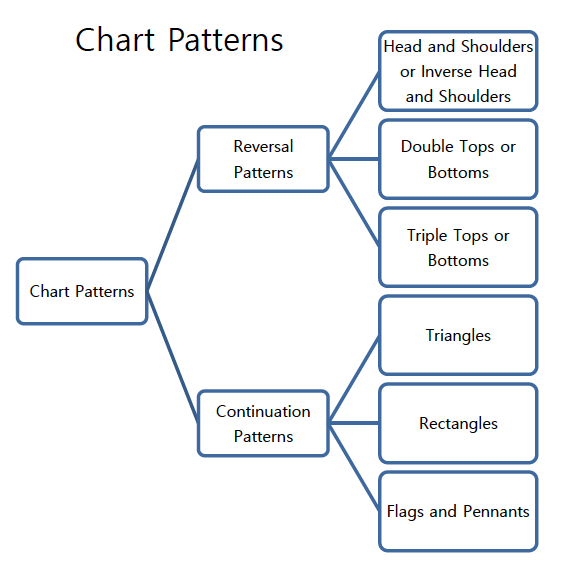 Chart Patterns
Head and Shoulders
or Inverse Head
and Shoulders
Reversal
Patterns
Double Tops or
Bottoms
Triple Tops or
Bottoms
Chart Patterns
Triangles
Continuation
Patterns
Rectangles
Flags and Pennants